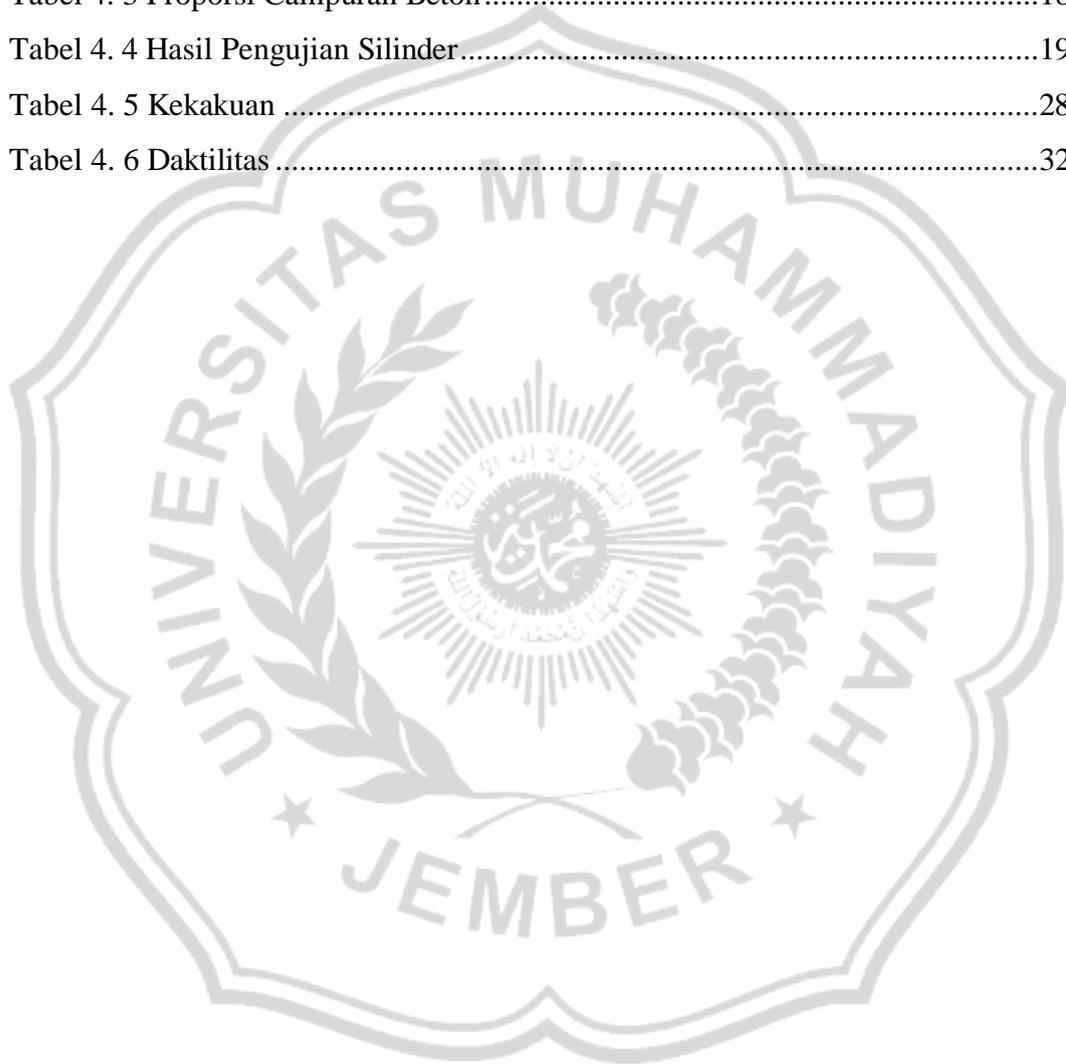 Tabel 4. 3 Proporsi Campuran Beton
Tabel 4. 4 Hasil Pengujian Silinder.........................................................................19
Tabel 4. 5 Kekakuan ...............................................................................................28
Tabel 4. 6 Daktilitas ................................................................................................32
UNIVERSITAS MUHAMMADIYAH
JEMBER